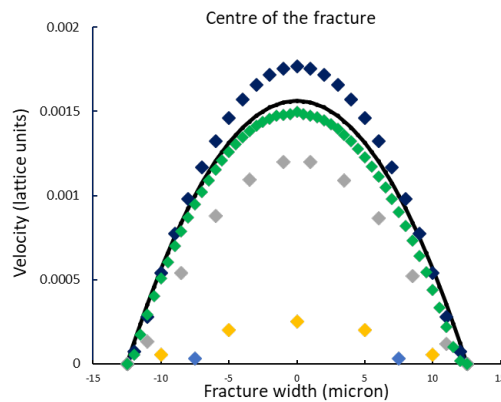 Centre of the fracture
0.002
0.0015
0.001
0.0005
0
Velocity (lattice units)
-15 -10 -5 0 5 10 15
Fracture width (micron)